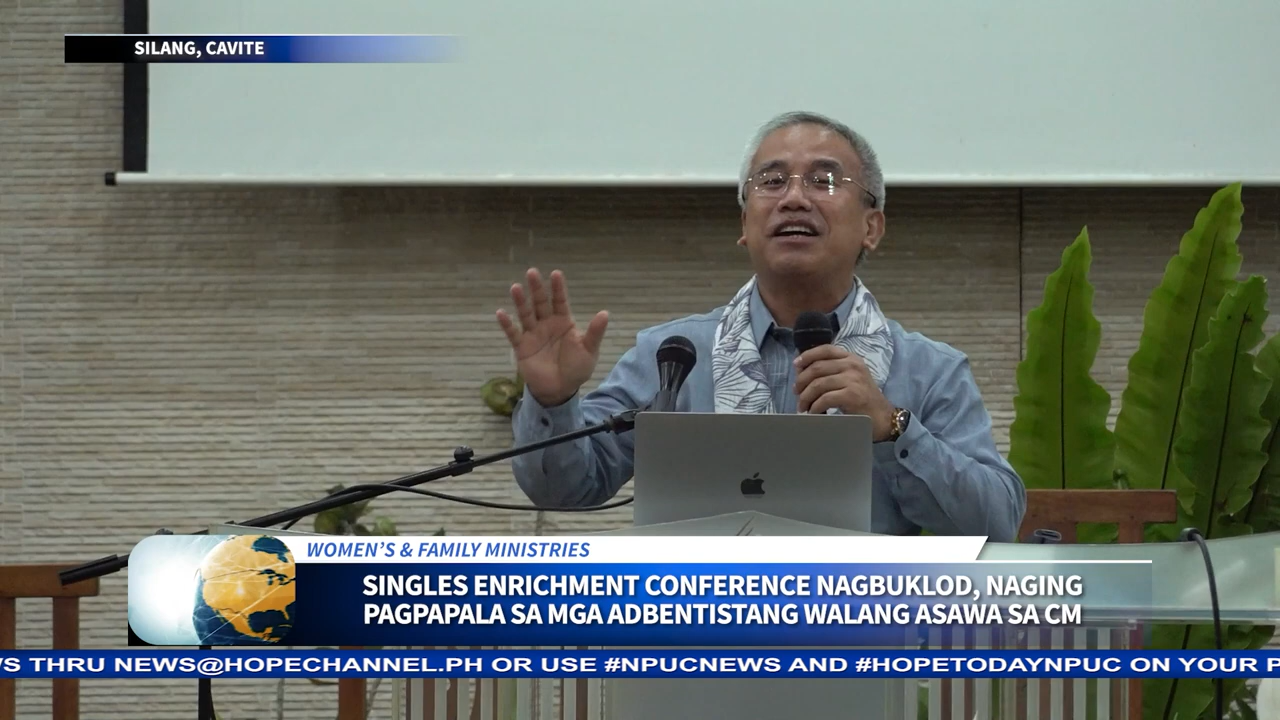 SILANG, CAVITE
WOMEN'S & FAMILY MINISTRIES
SINGLES ENRICHMENT CONFERENCE NAGBUKLOD, NAGING
PAGPAPALA SA MGA ADBENTISTANG WALANG ASAWA SA CM
THRU NEWS@HOPECHANNEL.PH OR USE #NPUCNEWS AND #HOPETODAYNPUC ON YOUR